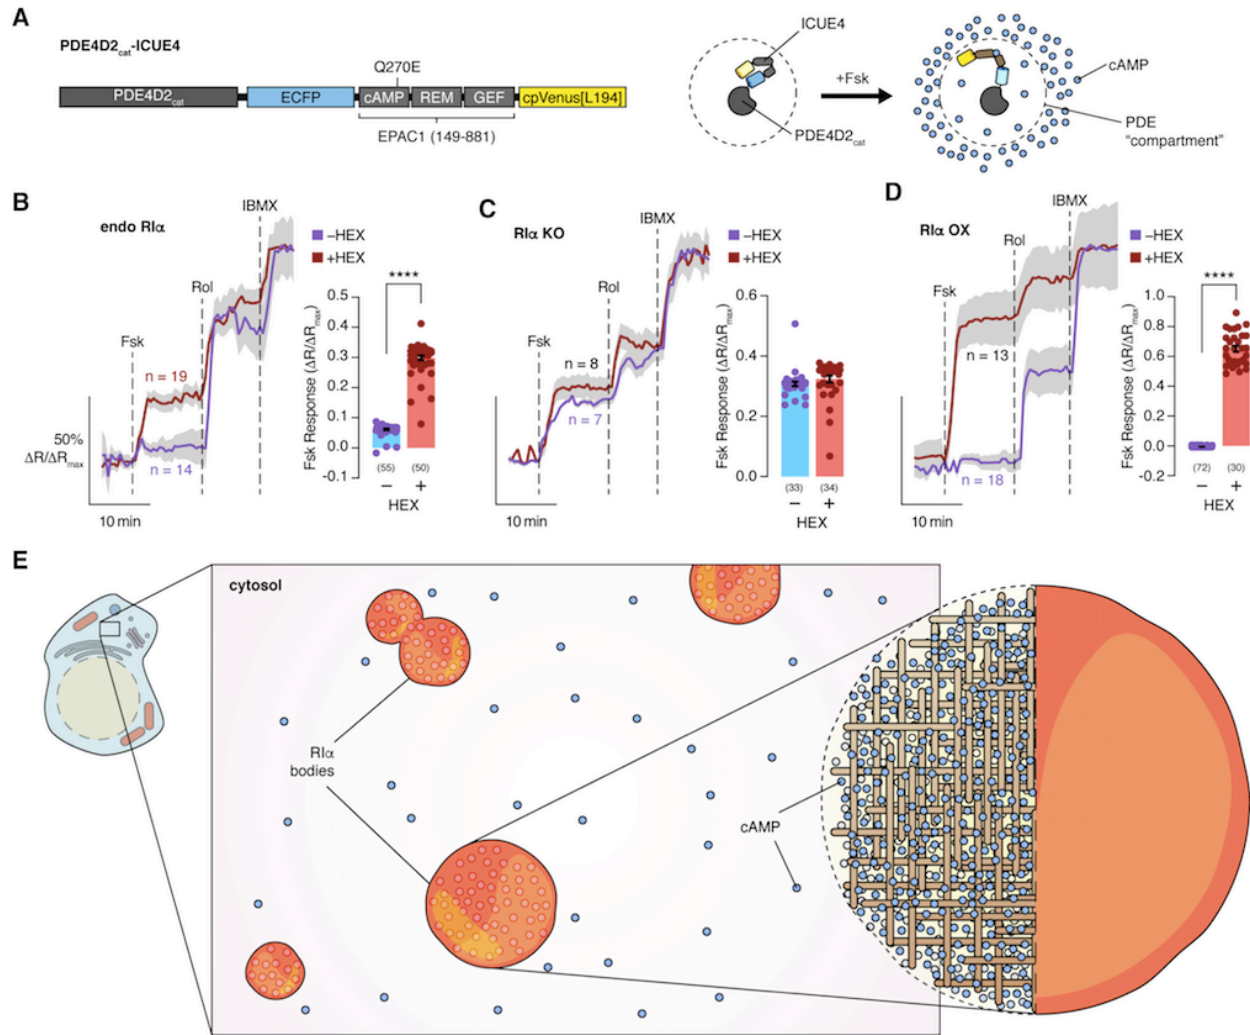 A
PDE4D2cat-ICUE4
Q270E
PDE4D2cat
ECFP
cAMP
REM
GEF
cpVenus[L194]
EPAC1 (149-881)
ICUE4
+Fsk
PDE4D2cat
cAMP
PDE
“compartment”
B
endo RIα
Fsk
Rol
IBMX
n = 19
n = 14
50%
ΔR/ΔRmax
10 min
–HEX
+HEX
****
Fsk Response (ΔR/ΔRmax)
0.5
0.4
0.3
0.2
0.1
0.0
-0.1
(55)
(50)
–
+
HEX
C
RIα KO
Fsk
Rol
IBMX
n = 8
n = 7
10 min
–HEX
+HEX
Fsk Response (ΔR/ΔRmax)
0.6
0.4
0.2
0.0
(33)
(34)
–
+
HEX
D
RIα OX
Fsk
Rol
IBMX
n = 13
n = 18
10 min
–HEX
+HEX
****
Fsk Response (ΔR/ΔRmax)
1.0
0.8
0.6
0.4
0.2
0.0
-0.2
(72)
(30)
–
+
HEX
E
cytosol
RIα
bodies
cAMP